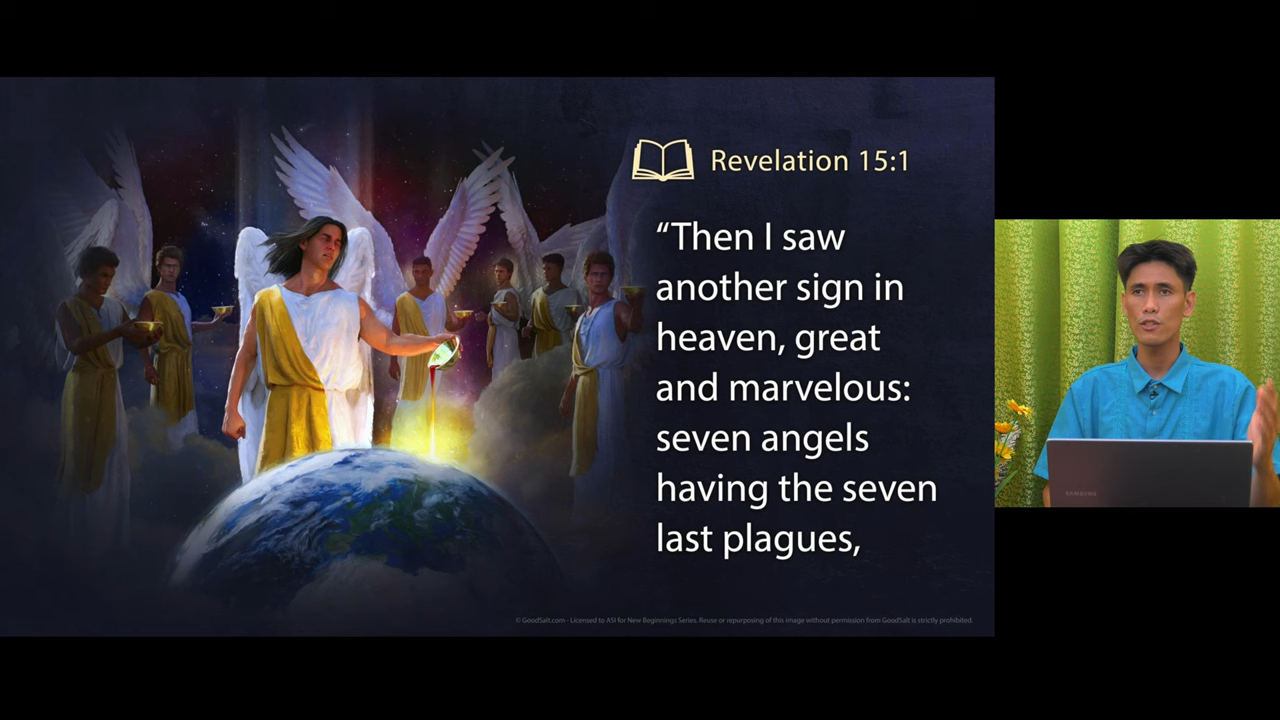 Revelation 15:1
“Then I saw
another sign in
heaven, great
and marvelous:
seven angels
having the seven
last plagues,
© GoodSalt.com - Licensed to ASI for New Beginnings Series. Reuse or repurposing of this image without permission from GoodSalt is strictly prohibited.
SAMSUNG